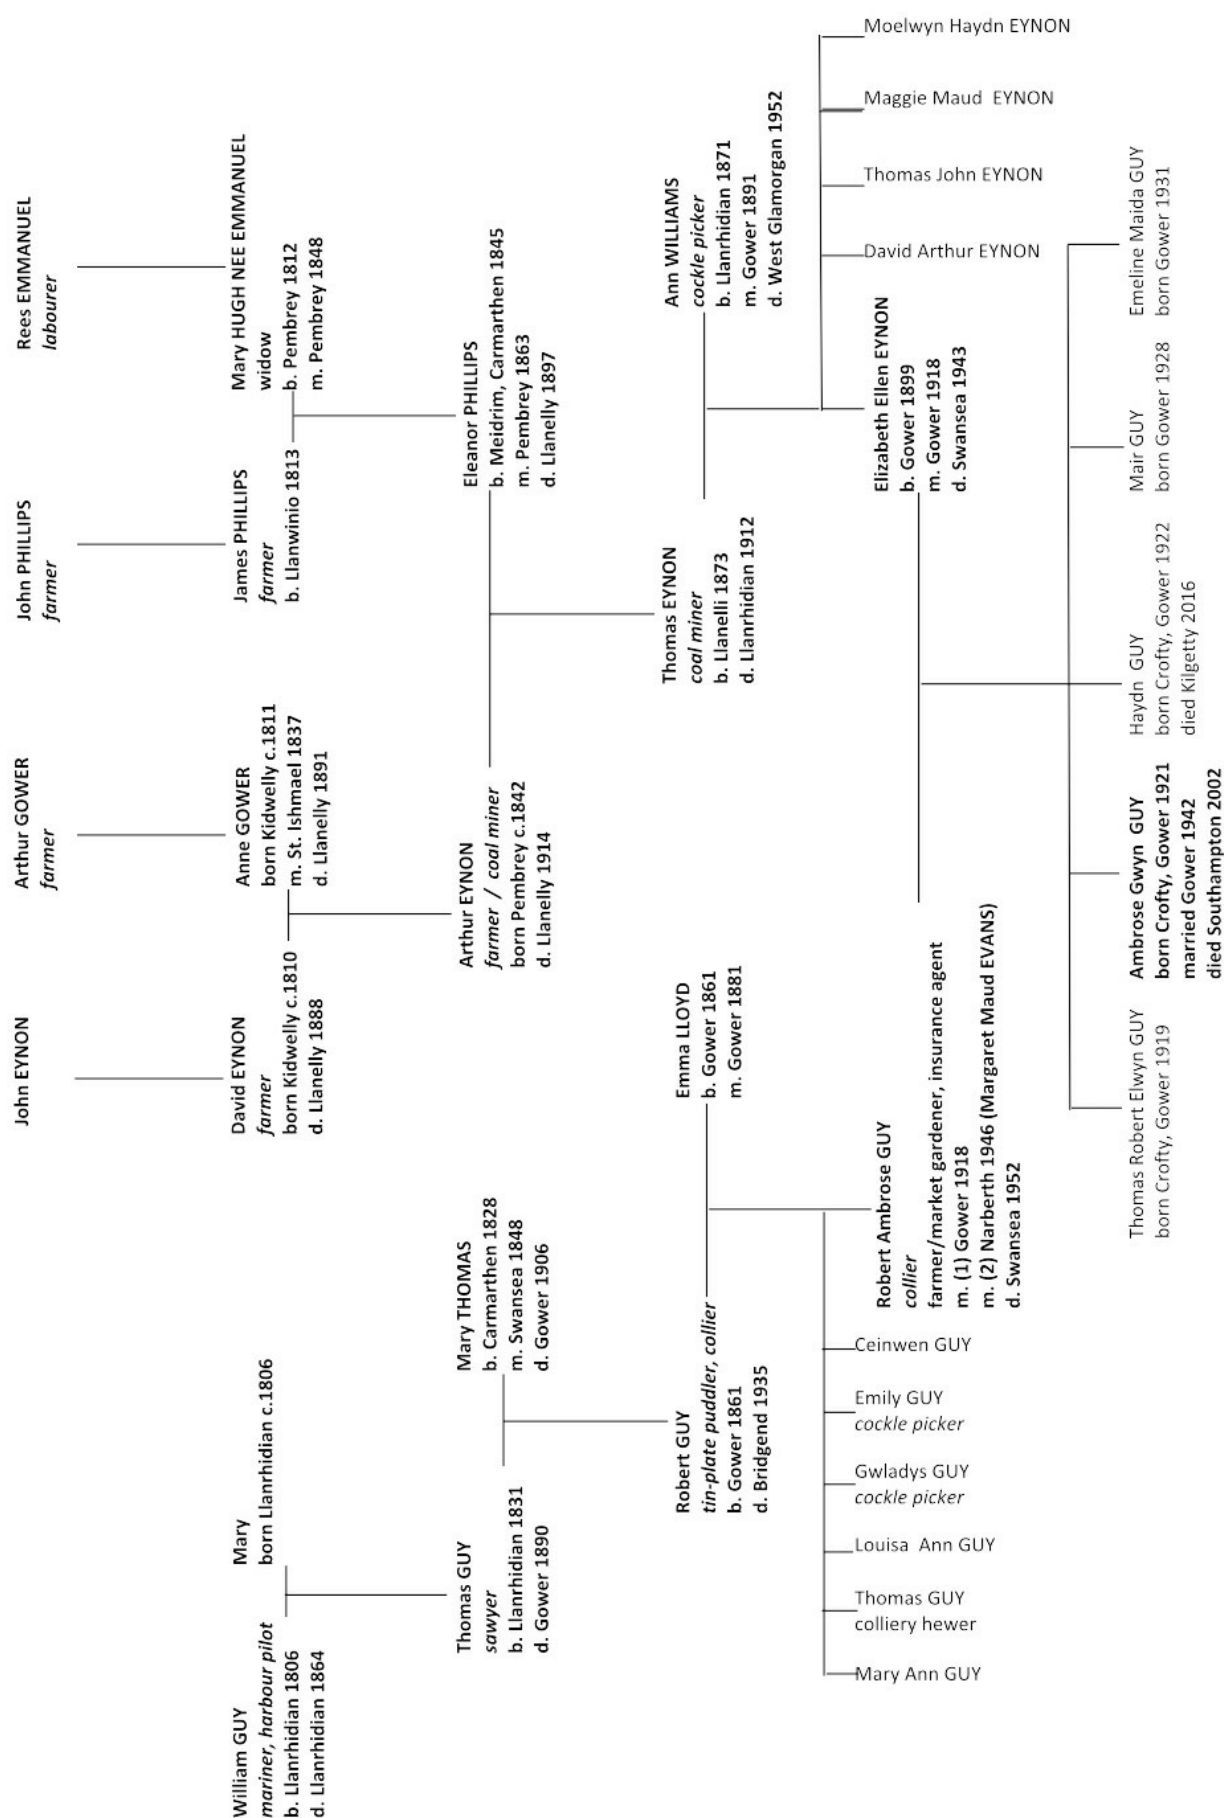 John EYNON
Arthur GOWER
farmer
John PHILLIPS
farmer
Rees EMMANUEL
labourer
William GUY
mariner, harbour pilot
b. Llanrhidian 1806
d. Llanrhidian 1864
Mary
born Llanrhidian c.1806
David EYNON
farmer
born Kidwelly c.1810
d. Llanelly 1888
Anne GOWER
born Kidwelly c.1811
m. St. Ishmael 1837
d. Llanelly 1891
James PHILLIPS
farmer
b. Llanwinio 1813
Mary HUGH NEE EMMANUEL
widow
b. Pembrey 1812
m. Pembrey 1848
Thomas GUY
sawyer
b. Llanrhidian 1831
d. Gower 1890
Mary THOMAS
b. Carmarthen 1828
m. Swansea 1848
d. Gower 1906
Arthur EYNON
farmer / coal miner
born Pembrey c.1842
d. Llanelly 1914
Eleanor PHILLIPS
b. Meidrim, Carmarthen 1845
m. Pembrey 1863
d. Llanelly 1897
Robert GUY
tin-plate puddler, collier
b. Gower 1861
d. Bridgend 1935
Emma LLOYD
b. Gower 1861
m. Gower 1881
Thomas EYNON
coal miner
b. Llanelli 1873
d. Llanrhidian 1912
Ann WILLIAMS
cockle picker
b. Llanrhidian 1871
m. Gower 1891
d. West Glamorgan 1952
Mary Ann GUY
Thomas GUY
colliery hewer
Louisa Ann GUY
Gwladys GUY
cockle picker
Emily GUY
cockle picker
Ceinwen GUY
Robert Ambrose GUY
collier
farmer/market gardener, insurance agent
m. (1) Gower 1918
m. (2) Narberth 1946 (Margaret Maud EVANS)
d. Swansea 1952
Elizabeth Ellen EYNON
b. Gower 1899
m. Gower 1918
d. Swansea 1943
David Arthur EYNON
Thomas John EYNON
Maggie Maud EYNON
Moelwyn Haydn EYNON
Thomas Robert Elwyn GUY
born Crofty, Gower 1919
Ambrose Gwyn GUY
born Crofty, Gower 1921
married Gower 1942
died Southampton 2002
Haydn GUY
born Crofty, Gower 1922
died Kilgetty 2016
Mair GUY
born Gower 1928
Emeline Maida GUY
born Gower 1931